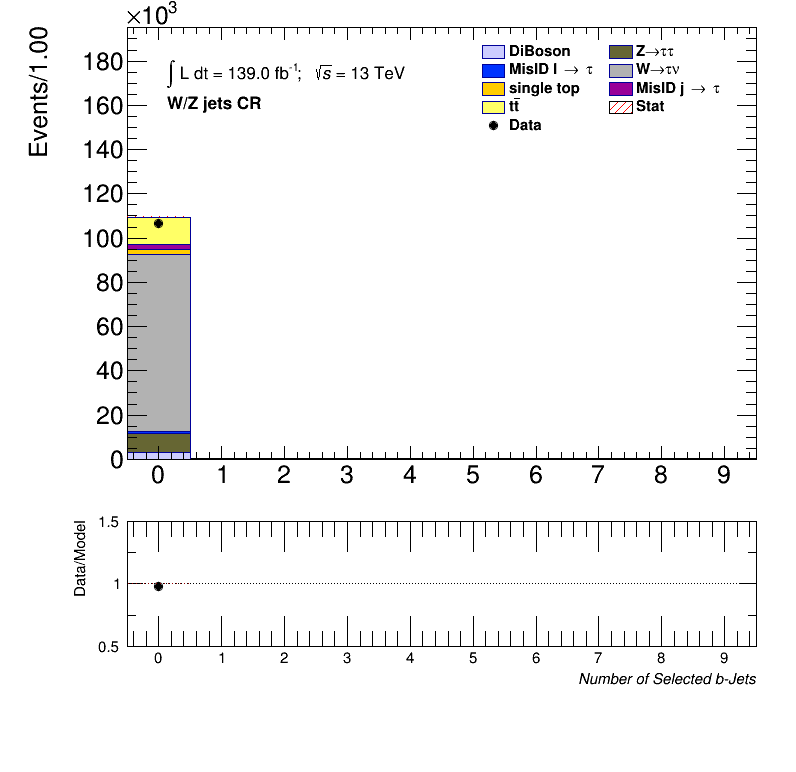 ×10³
Events/1.00
180
160
140
120
100
80
60
40
20
0
∫ L dt = 139.0 fb⁻¹; √s = 13 TeV
W/Z jets CR
DiBoson
MisID l → τ
single top
tt̄
Data
Z→ττ
W→τν
MisID j → τ
Stat
0 1 2 3 4 5 6 7 8 9
Data/Model
1.5
1
0.5
0 1 2 3 4 5 6 7 8 9
Number of Selected b-Jets